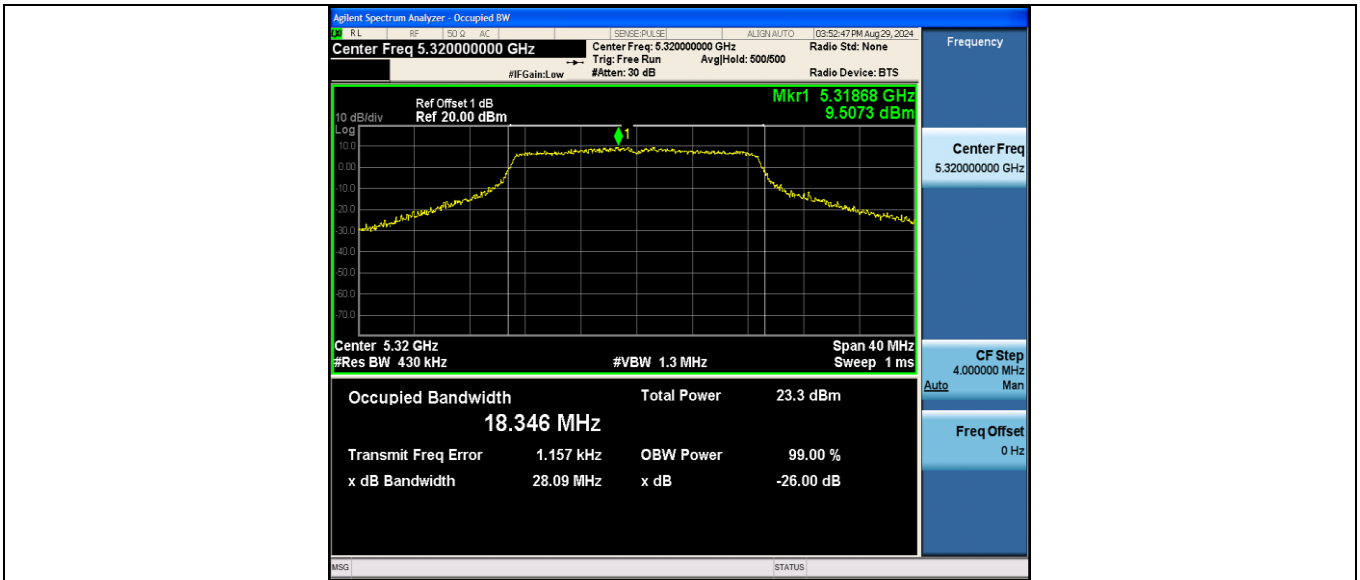 Agilent Spectrum Analyzer - Occupied BW
LXI RL RF 50 Ω AC SENSE:PULSE ALIGN AUTO 03:52:47 PM Aug 29, 2024
Center Freq 5.320000000 GHz
Center Freq: 5.320000000 GHz Radio Std: None
Trig: Free Run Avg|Hold: 500/500
#IFGain:Low #Atten: 30 dB Radio Device: BTS
Frequency
Mkr1 5.31868 GHz
9.5073 dBm
Ref Offset 1 dB
10 dB/div Ref 20.00 dBm
Log
1
10.0
0.00
-10.0
-20.0
-30.0
-40.0
-50.0
-60.0
-70.0
Center 5.32 GHz Span 40 MHz
#Res BW 430 kHz #VBW 1.3 MHz Sweep 1 ms
Center Freq
5.320000000 GHz
CF Step
4.000000 MHz
Auto Man
Freq Offset
0 Hz
Occupied Bandwidth Total Power 23.3 dBm
18.346 MHz
Transmit Freq Error 1.157 kHz OBW Power 99.00 %
x dB Bandwidth 28.09 MHz x dB -26.00 dB
MSG STATUS